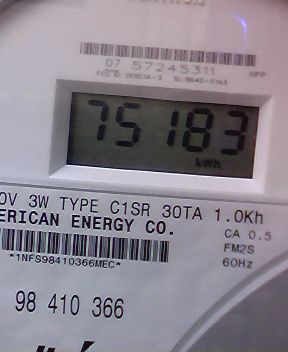 07 57245311
75183
kWh
0V 3W TYPE C1SR 30TA 1.0Kh
ERICAN ENERGY CO.
CA 0.5
FM2S
*1NFS98410366MEC*
60Hz
98 410 366